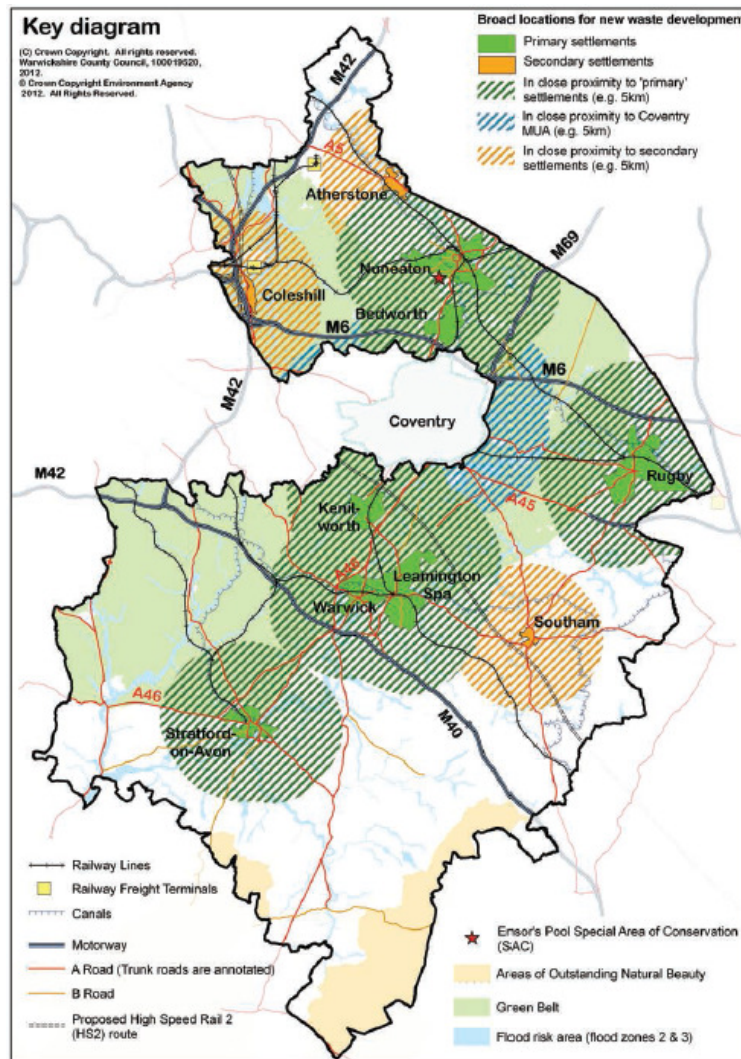 Key diagram
(C) Crown Copyright. All rights reserved.
Warwickshire County Council, 100019520,
2012.
© Crown Copyright Environment Agency
2012. All Rights Reserved.
Broad locations for new waste development
Primary settlements
Secondary settlements
In close proximity to 'primary'
settlements (e.g. 5km)
In close proximity to Coventry
MUA (e.g. 5km)
In close proximity to secondary
settlements (e.g. 5km)
M42
A5
Atherstone
M69
Nuneaton
Coleshill
Bedworth
M6
M6
M42
Coventry
M42
Rugby
A45
Kenil-
worth
A46
Leamington
Spa
Warwick
Southam
A46
M40
Stratford-
on-Avon
Railway Lines
Railway Freight Terminals
Canals
Motorway
A Road (Trunk roads are annotated)
B Road
Proposed High Speed Rail 2
(HS2) route
Ensor's Pool Special Area of Conservation
(SAC)
Areas of Outstanding Natural Beauty
Green Belt
Flood risk area (flood zones 2 & 3)